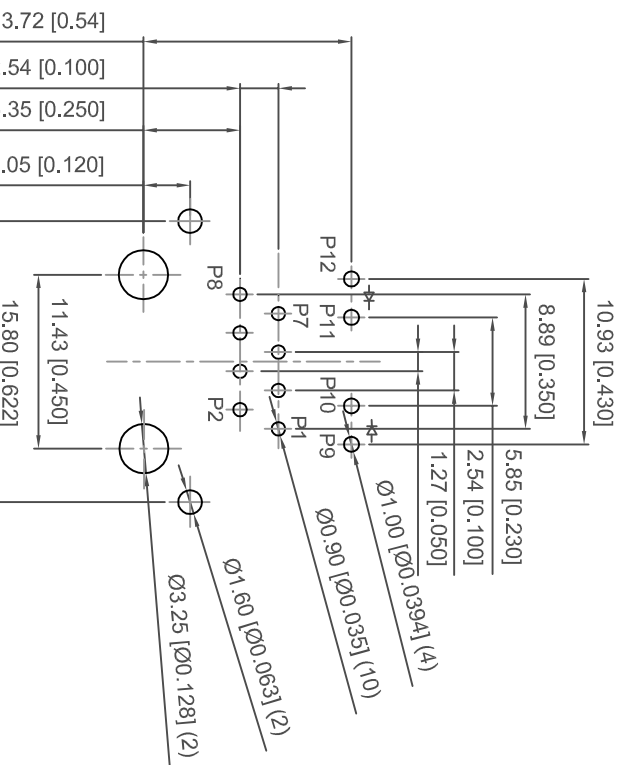 3.72 [0.54]
.54 [0.100]
.35 [0.250]
.05 [0.120]
10.93 [0.430]
8.89 [0.350]
5.85 [0.230]
2.54 [0.100]
1.27 [0.050]
P12
P11
P10
P9
P8
P7
P2
P1
11.43 [0.450]
15.80 [0.622]
Ø1.00 [Ø0.0394] (4)
Ø0.90 [Ø0.035] (10)
Ø1.60 [Ø0.063] (2)
Ø3.25 [Ø0.128] (2)